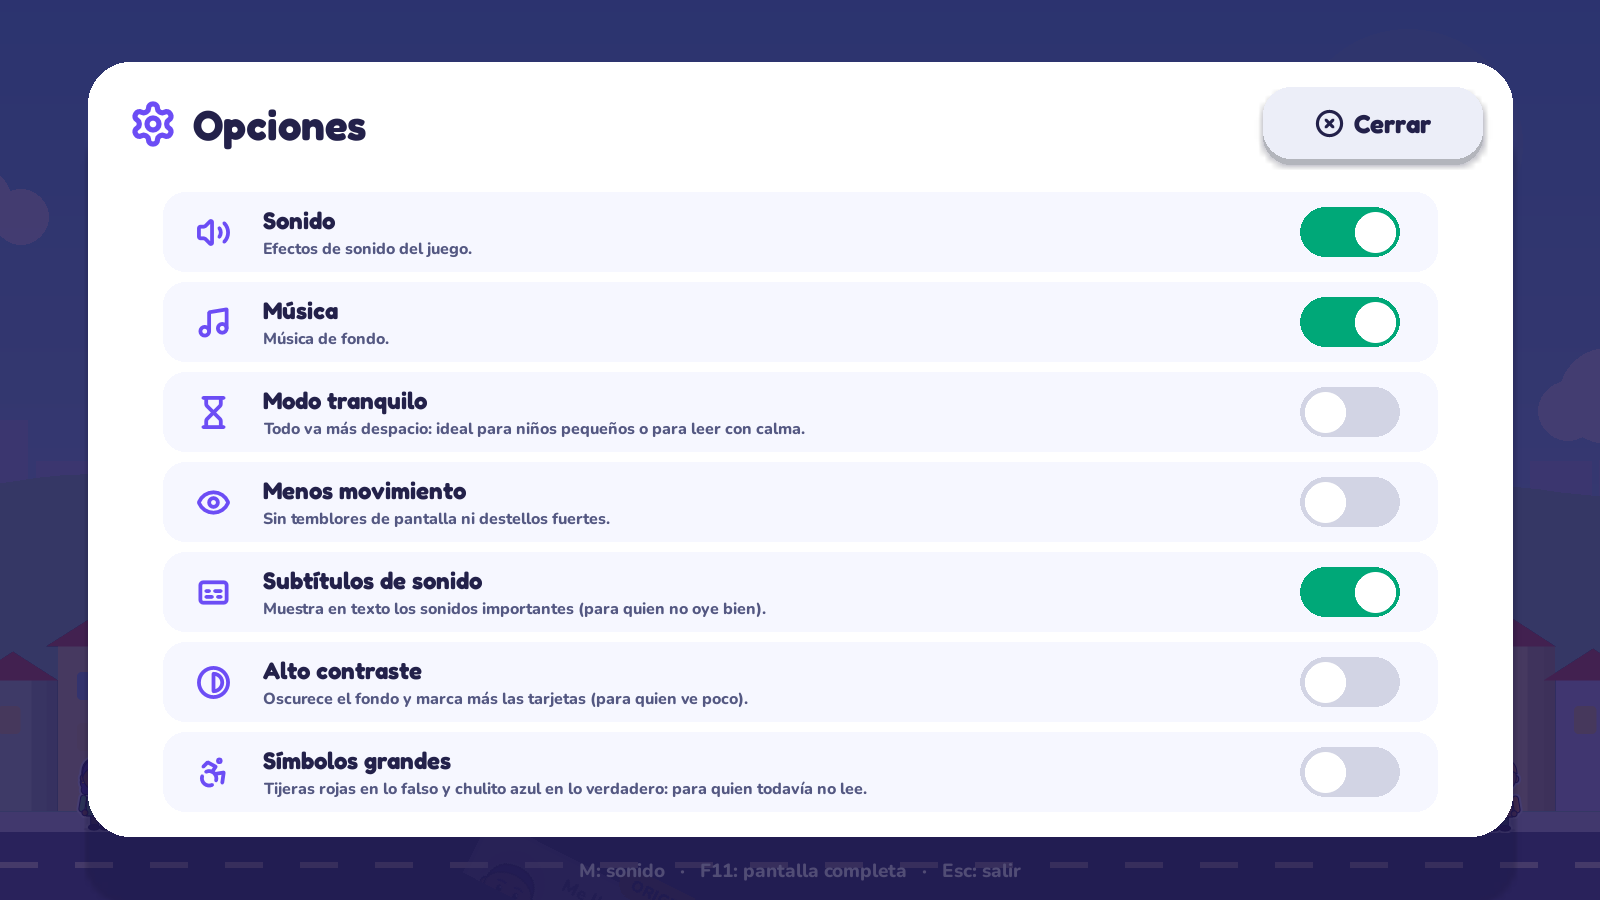 Opciones
Cerrar
Sonido
Efectos de sonido del juego.
Música
Música de fondo.
Modo tranquilo
Todo va más despacio: ideal para niños pequeños o para leer con calma.
Menos movimiento
Sin temblores de pantalla ni destellos fuertes.
Subtítulos de sonido
Muestra en texto los sonidos importantes (para quien no oye bien).
Alto contraste
Oscurece el fondo y marca más las tarjetas (para quien ve poco).
Símbolos grandes
Tijeras rojas en lo falso y chulito azul en lo verdadero: para quien todavía no lee.
M: sonido · F11: pantalla completa · Esc: salir